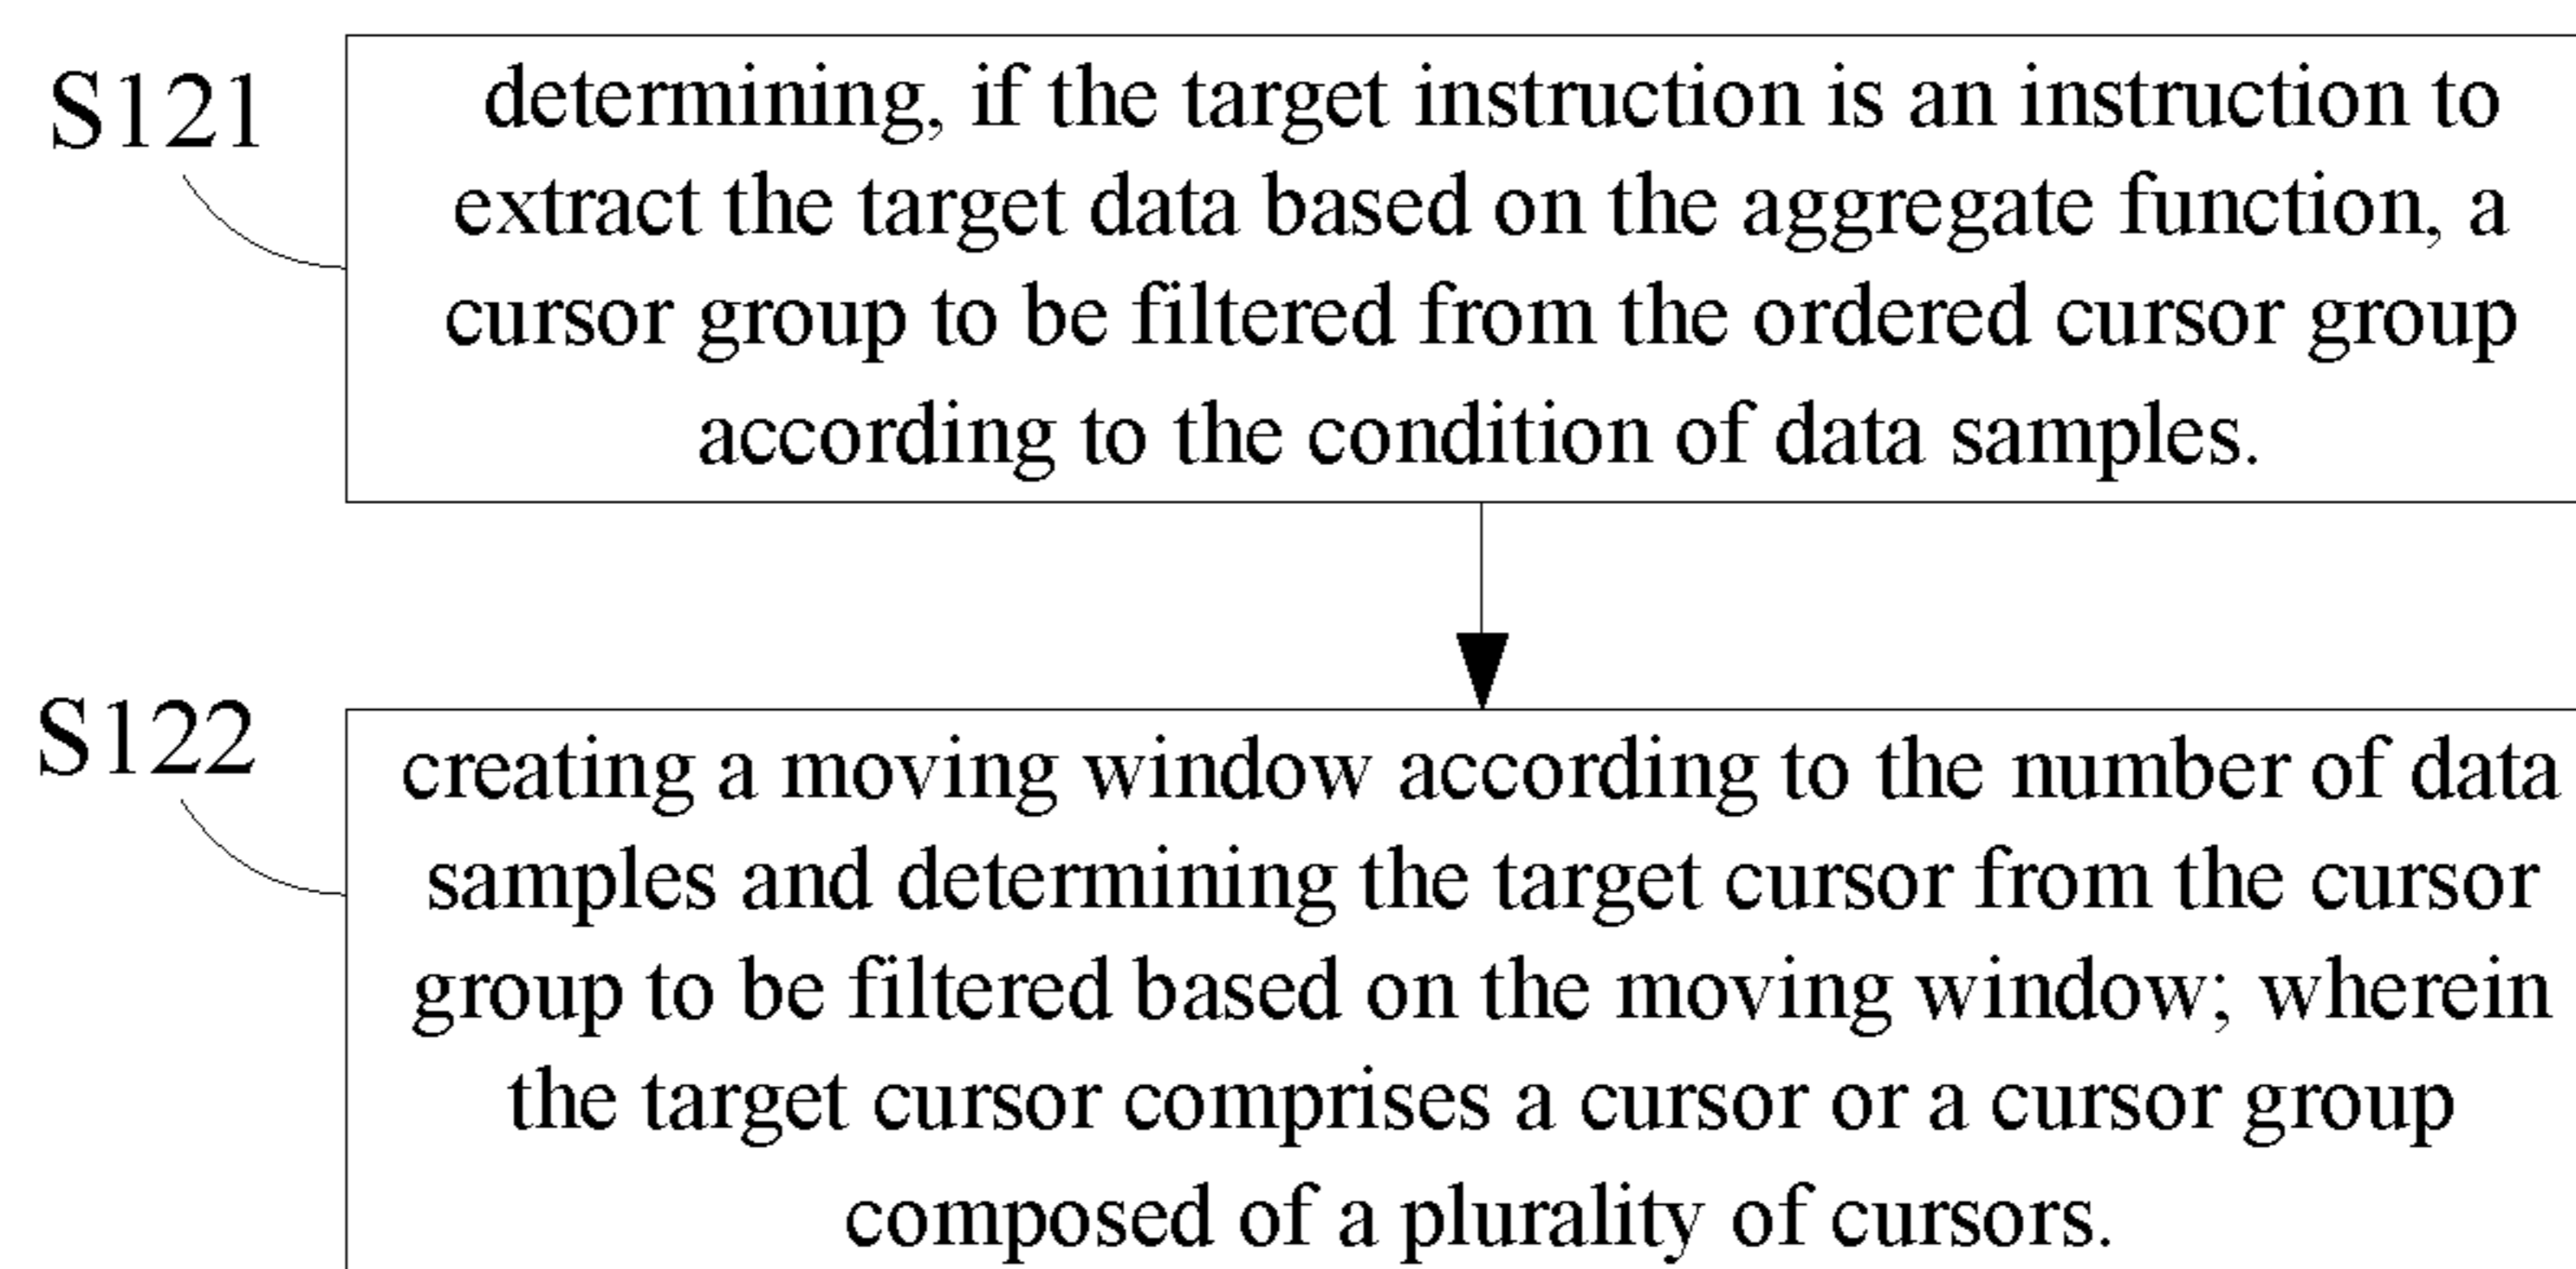 S121
determining, if the target instruction is an instruction to
extract the target data based on the aggregate function, a
cursor group to be filtered from the ordered cursor group
according to the condition of data samples.
S122
creating a moving window according to the number of data
samples and determining the target cursor from the cursor
group to be filtered based on the moving window; wherein
the target cursor comprises a cursor or a cursor group
composed of a plurality of cursors.